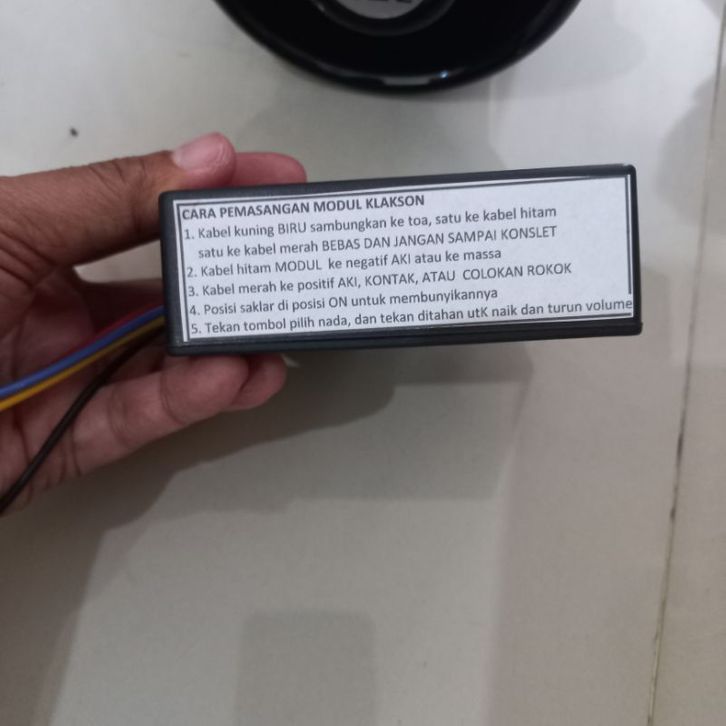 CARA PEMASANGAN MODUL KLAKSON
1. Kabel kuning BIRU sambungkan ke toa, satu ke kabel hitam
satu ke kabel merah BEBAS DAN JANGAN SAMPAI KONSLET
2. Kabel hitam MODUL ke negatif AKI atau ke massa
3. Kabel merah ke positif AKI, KONTAK, ATAU COLOKAN ROKOK
4. Posisi saklar di posisi ON untuk membunyikannya
5. Tekan tombol pilih nada, dan tekan ditahan utK naik dan turun volume